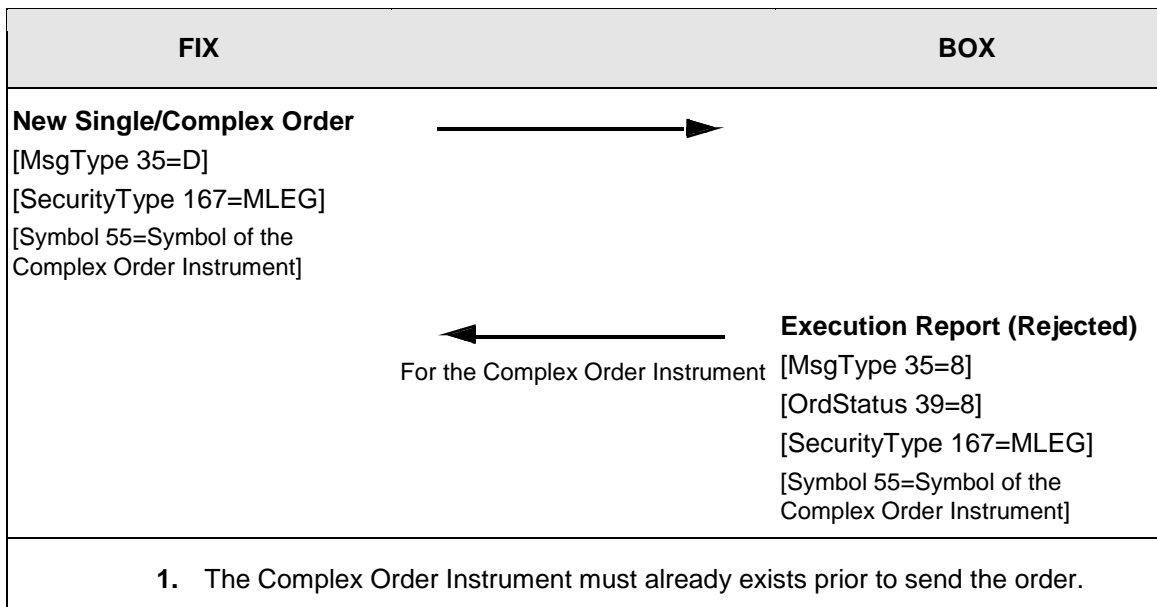 FIX
BOX
New Single/Complex Order
[MsgType 35=D]
[SecurityType 167=MLEG]
[Symbol 55=Symbol of the
Complex Order Instrument]
For the Complex Order Instrument
Execution Report (Rejected)
[MsgType 35=8]
[OrdStatus 39=8]
[SecurityType 167=MLEG]
[Symbol 55=Symbol of the
Complex Order Instrument]
1. The Complex Order Instrument must already exists prior to send the order.